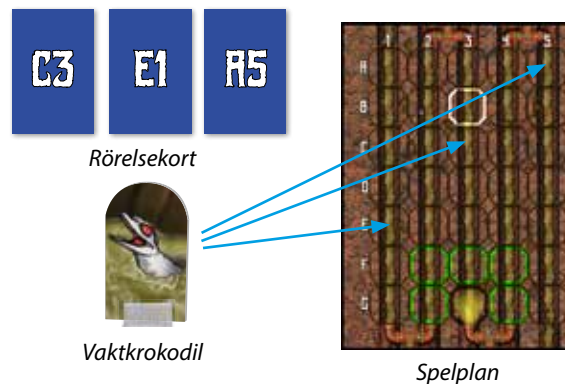 C3 E1 A5
Rörelsekort
Vaktkrokodil
1 2 3 4 5
A
B
C
D
E
F
G
Spelplan